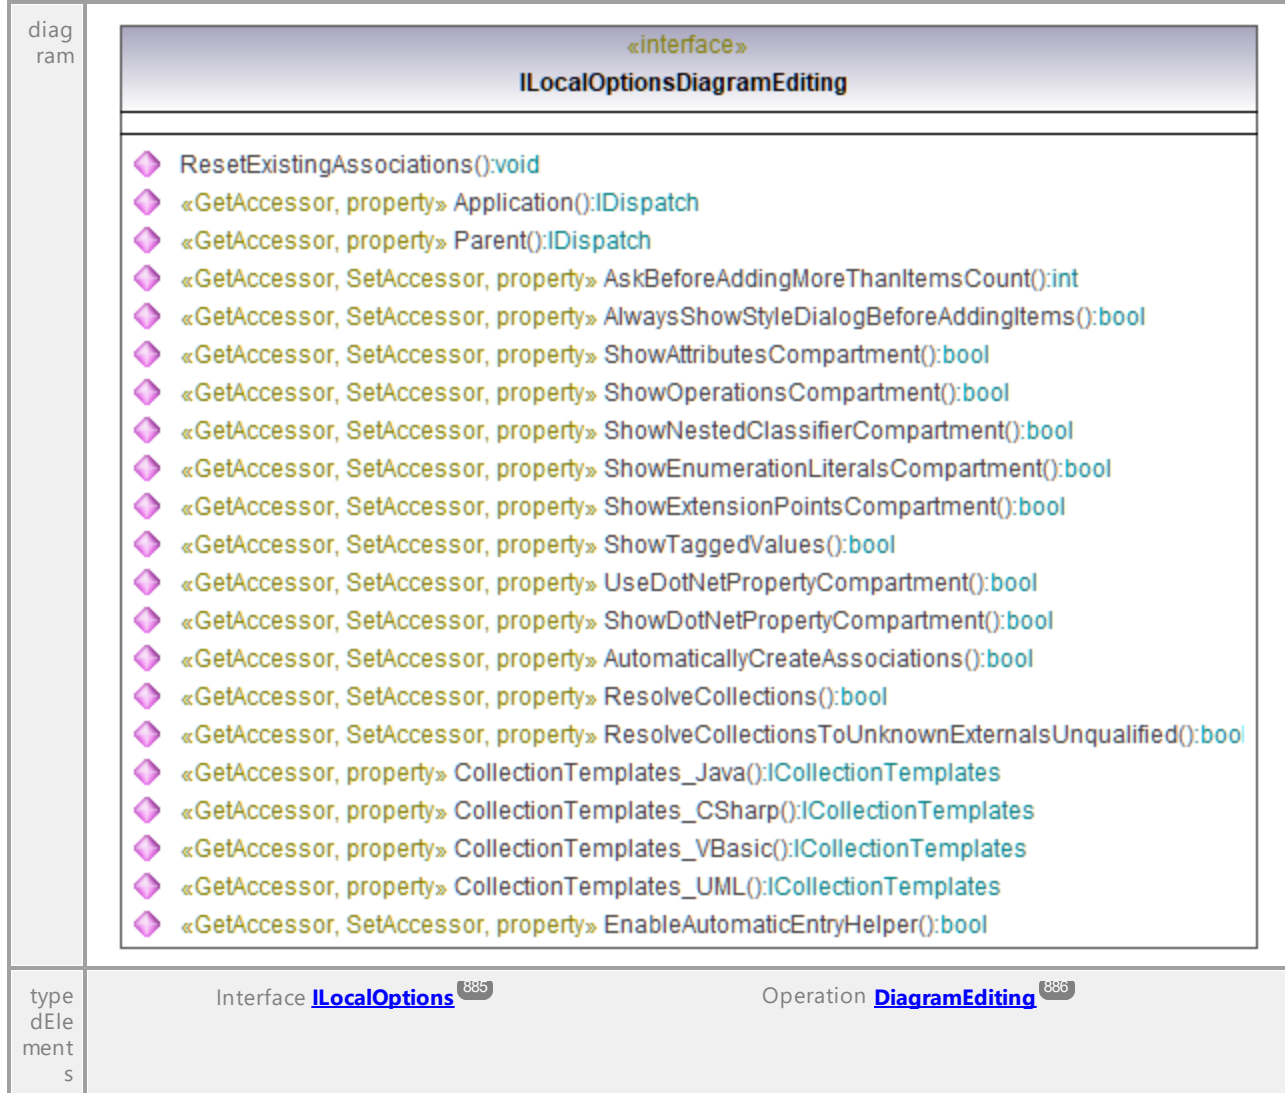 diag
ram
«interface»
ILocalOptionsDiagramEditing
ResetExistingAssociations():void
«GetAccessor, property» Application():IDispatch
«GetAccessor, property» Parent():IDispatch
«GetAccessor, SetAccessor, property» AskBeforeAddingMoreThanItemsCount():int
«GetAccessor, SetAccessor, property» AlwaysShowStyleDialogBeforeAddingItems():bool
«GetAccessor, SetAccessor, property» ShowAttributesCompartment():bool
«GetAccessor, SetAccessor, property» ShowOperationsCompartment():bool
«GetAccessor, SetAccessor, property» ShowNestedClassifierCompartment():bool
«GetAccessor, SetAccessor, property» ShowEnumerationLiteralsCompartment():bool
«GetAccessor, SetAccessor, property» ShowExtensionPointsCompartment():bool
«GetAccessor, SetAccessor, property» ShowTaggedValues():bool
«GetAccessor, SetAccessor, property» UseDotNetPropertyCompartment():bool
«GetAccessor, SetAccessor, property» ShowDotNetPropertyCompartment():bool
«GetAccessor, SetAccessor, property» AutomaticallyCreateAssociations():bool
«GetAccessor, SetAccessor, property» ResolveCollections():bool
«GetAccessor, SetAccessor, property» ResolveCollectionsToUnknownExternalsUnqualified():bool
«GetAccessor, property» CollectionTemplates_Java():ICollectionTemplates
«GetAccessor, property» CollectionTemplates_CSharp():ICollectionTemplates
«GetAccessor, property» CollectionTemplates_VBasic():ICollectionTemplates
«GetAccessor, property» CollectionTemplates_UML():ICollectionTemplates
«GetAccessor, SetAccessor, property» EnableAutomaticEntryHelper():bool
type
dEle
ment
s
Interface ILocalOptions 885
Operation DiagramEditing 886